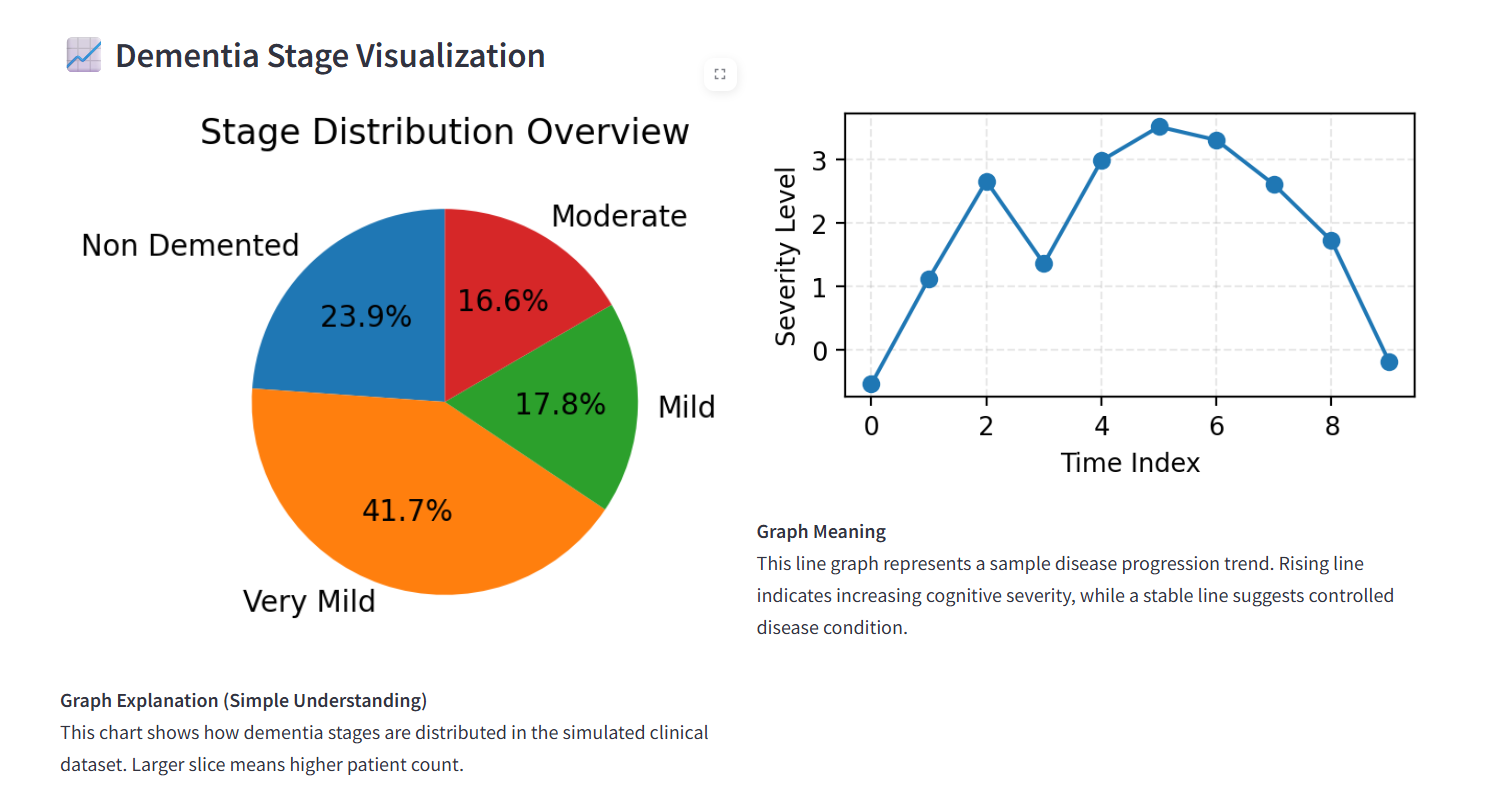 Dementia Stage Visualization
Stage Distribution Overview
Non Demented
Moderate
23.9%
16.6%
17.8%
Mild
41.7%
Very Mild
Graph Explanation (Simple Understanding)
This chart shows how dementia stages are distributed in the simulated clinical
dataset. Larger slice means higher patient count.
Severity Level
3
2
1
0
0 2 4 6 8
Time Index
Graph Meaning
This line graph represents a sample disease progression trend. Rising line
indicates increasing cognitive severity, while a stable line suggests controlled
disease condition.